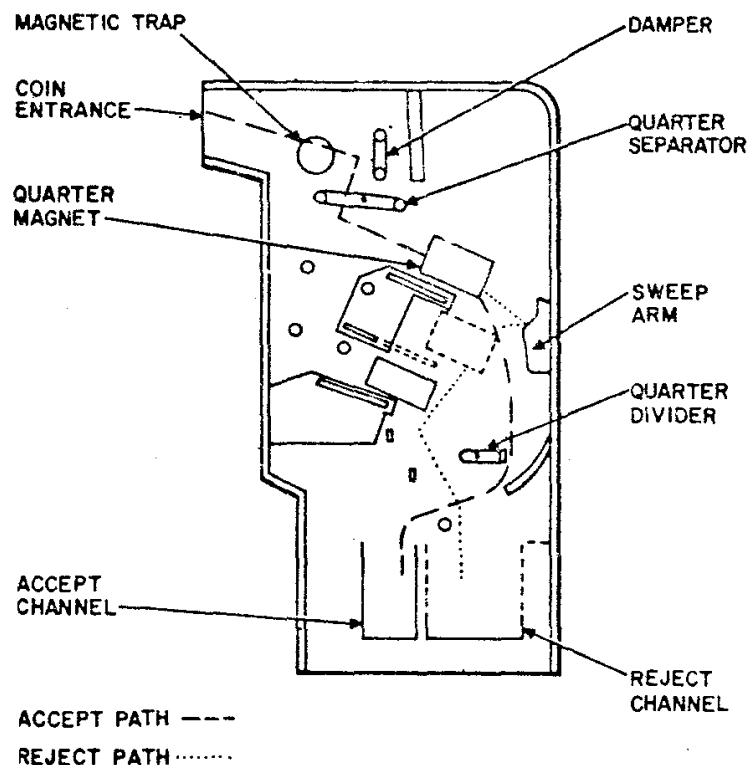 MAGNETIC TRAP
DAMPER
COIN
ENTRANCE
QUARTER
SEPARATOR
QUARTER
MAGNET
SWEEP
ARM
QUARTER
DIVIDER
ACCEPT
CHANNEL
REJECT
CHANNEL
ACCEPT PATH
REJECT PATH